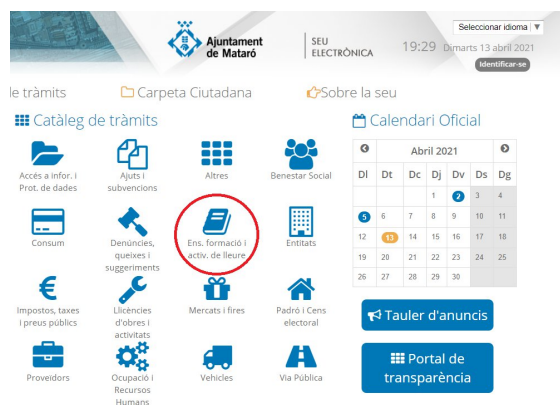 Seleccionar idioma ▼
Ajuntament
de Mataró
SEU
ELECTRÒNICA
19:29 Dimarts 13 abril 2021
Identificar-se
de tràmits
Carpeta Ciutadana
Sobre la seu
Catàleg de tràmits
Accés a infor. i
Prot. de dades
Ajuts i
subvencions
Altres
Benestar Social
Consum
Denúncies,
queixes i
suggeriments
Ens. formació i
activ. de lleure
Entitats
Impostos, taxes
i preus públics
Llicències
d'obres i
activitats
Mercats i fires
Padró i Cens
electoral
Proveïdors
Ocupació i
Recursos
Humans
Vehicles
Via Pública
Calendari Oficial
Abril 2021
Dl Dt Dc Dj Dv Ds Dg
1 2 3 4
5 6 7 8 9 10 11
12 13 14 15 16 17 18
19 20 21 22 23 24 25
26 27 28 29 30
Tauler d'anuncis
Portal de
transparència